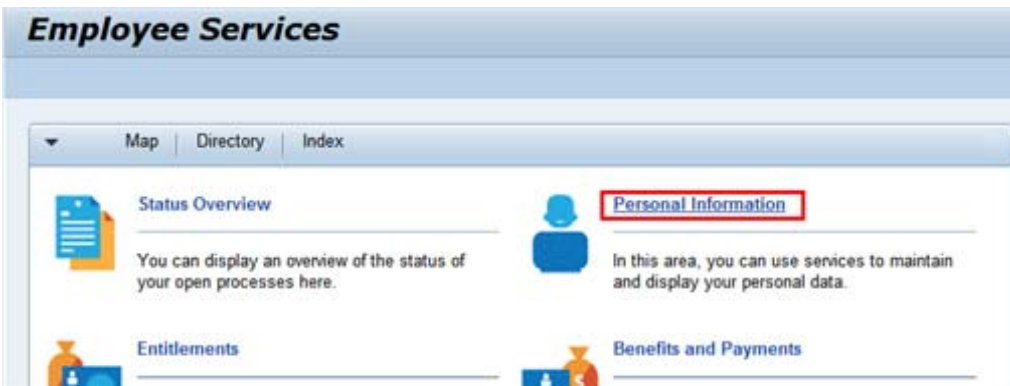 Employee Services
Map | Directory | Index
Status Overview
You can display an overview of the status of
your open processes here.
Personal Information
In this area, you can use services to maintain
and display your personal data.
Entitlements
Benefits and Payments